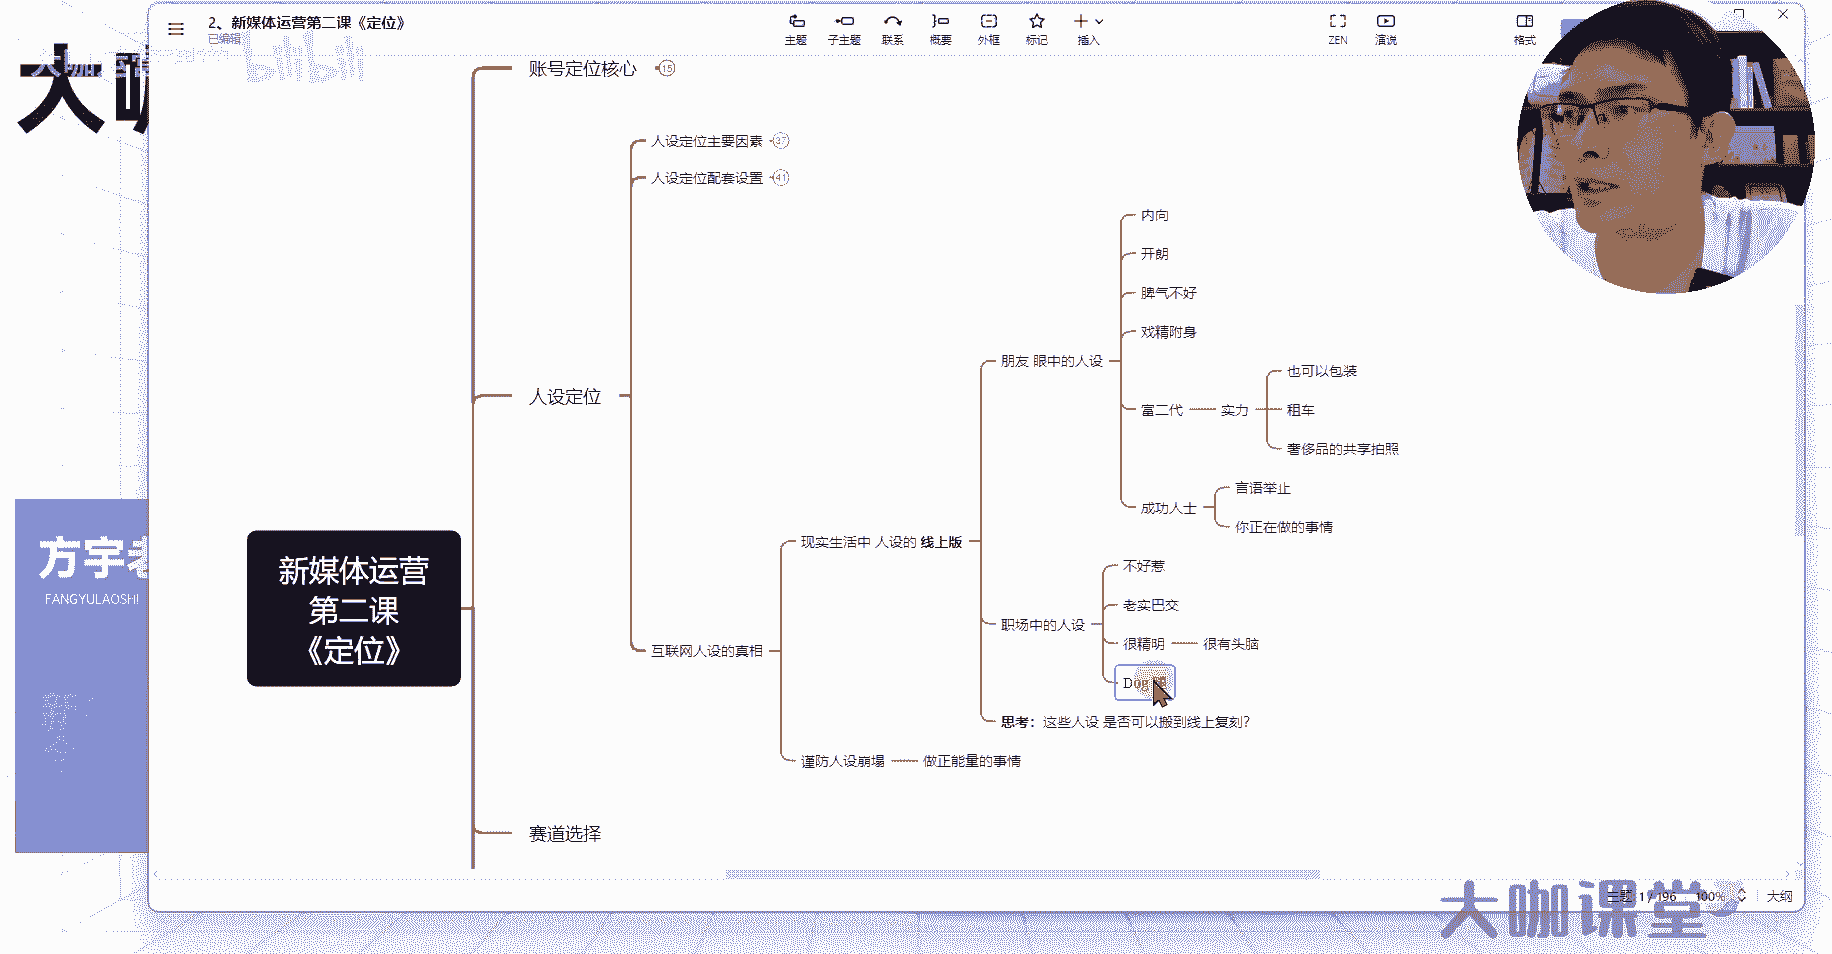 2、新媒体运营第二课《定位》
已编辑
主题
子主题
联系
概要
外框
标记
插入
ZEN
演说
格式
大咖
bilibili
账号定位核心 15
人设定位主要因素 37
人设定位配套设置 41
内向
开朗
脾气不好
戏精附身
朋友 眼中的人设
也可以包装
人设定位
富二代
实力
租车
奢侈品的共享拍照
言语举止
成功人士
你正在做的事情
方宇老
FANGYULAOSHI
现实生活中 人设的 线上版
不好惹
新媒体运营
第二课
《定位》
老实巴交
职场中的人设
很精明
很有头脑
互联网人设的真相
Dog
思考：这些人设 是否可以搬到线上复刻？
谨防人设崩塌
做正能量的事情
赛道选择
主题 1 / 196
100%
大纲
大咖课堂